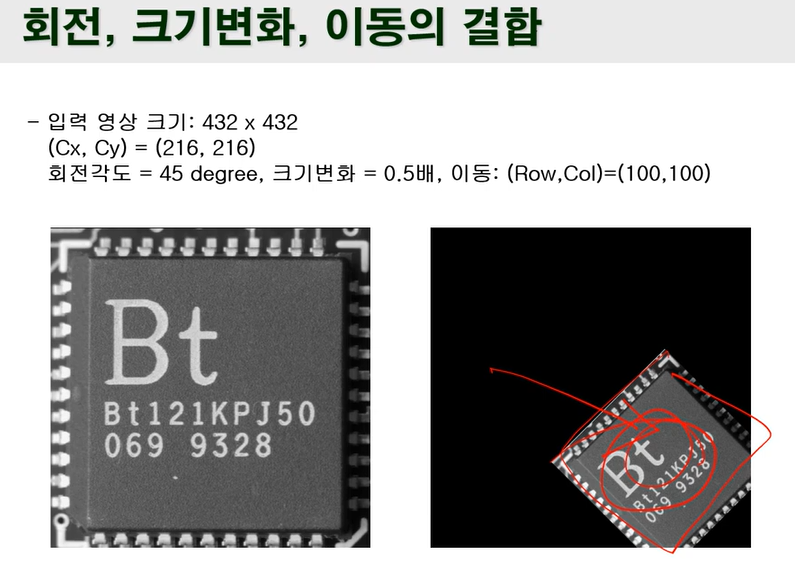 회전, 크기변화, 이동의 결합
- 입력 영상 크기: 432 x 432
(Cx, Cy) = (216, 216)
회전각도 = 45 degree, 크기변화 = 0.5배, 이동: (Row,Col)=(100,100)
Bt
Bt121KPJ50
069 9328
Bt
Bt121KPJ50
069 9328